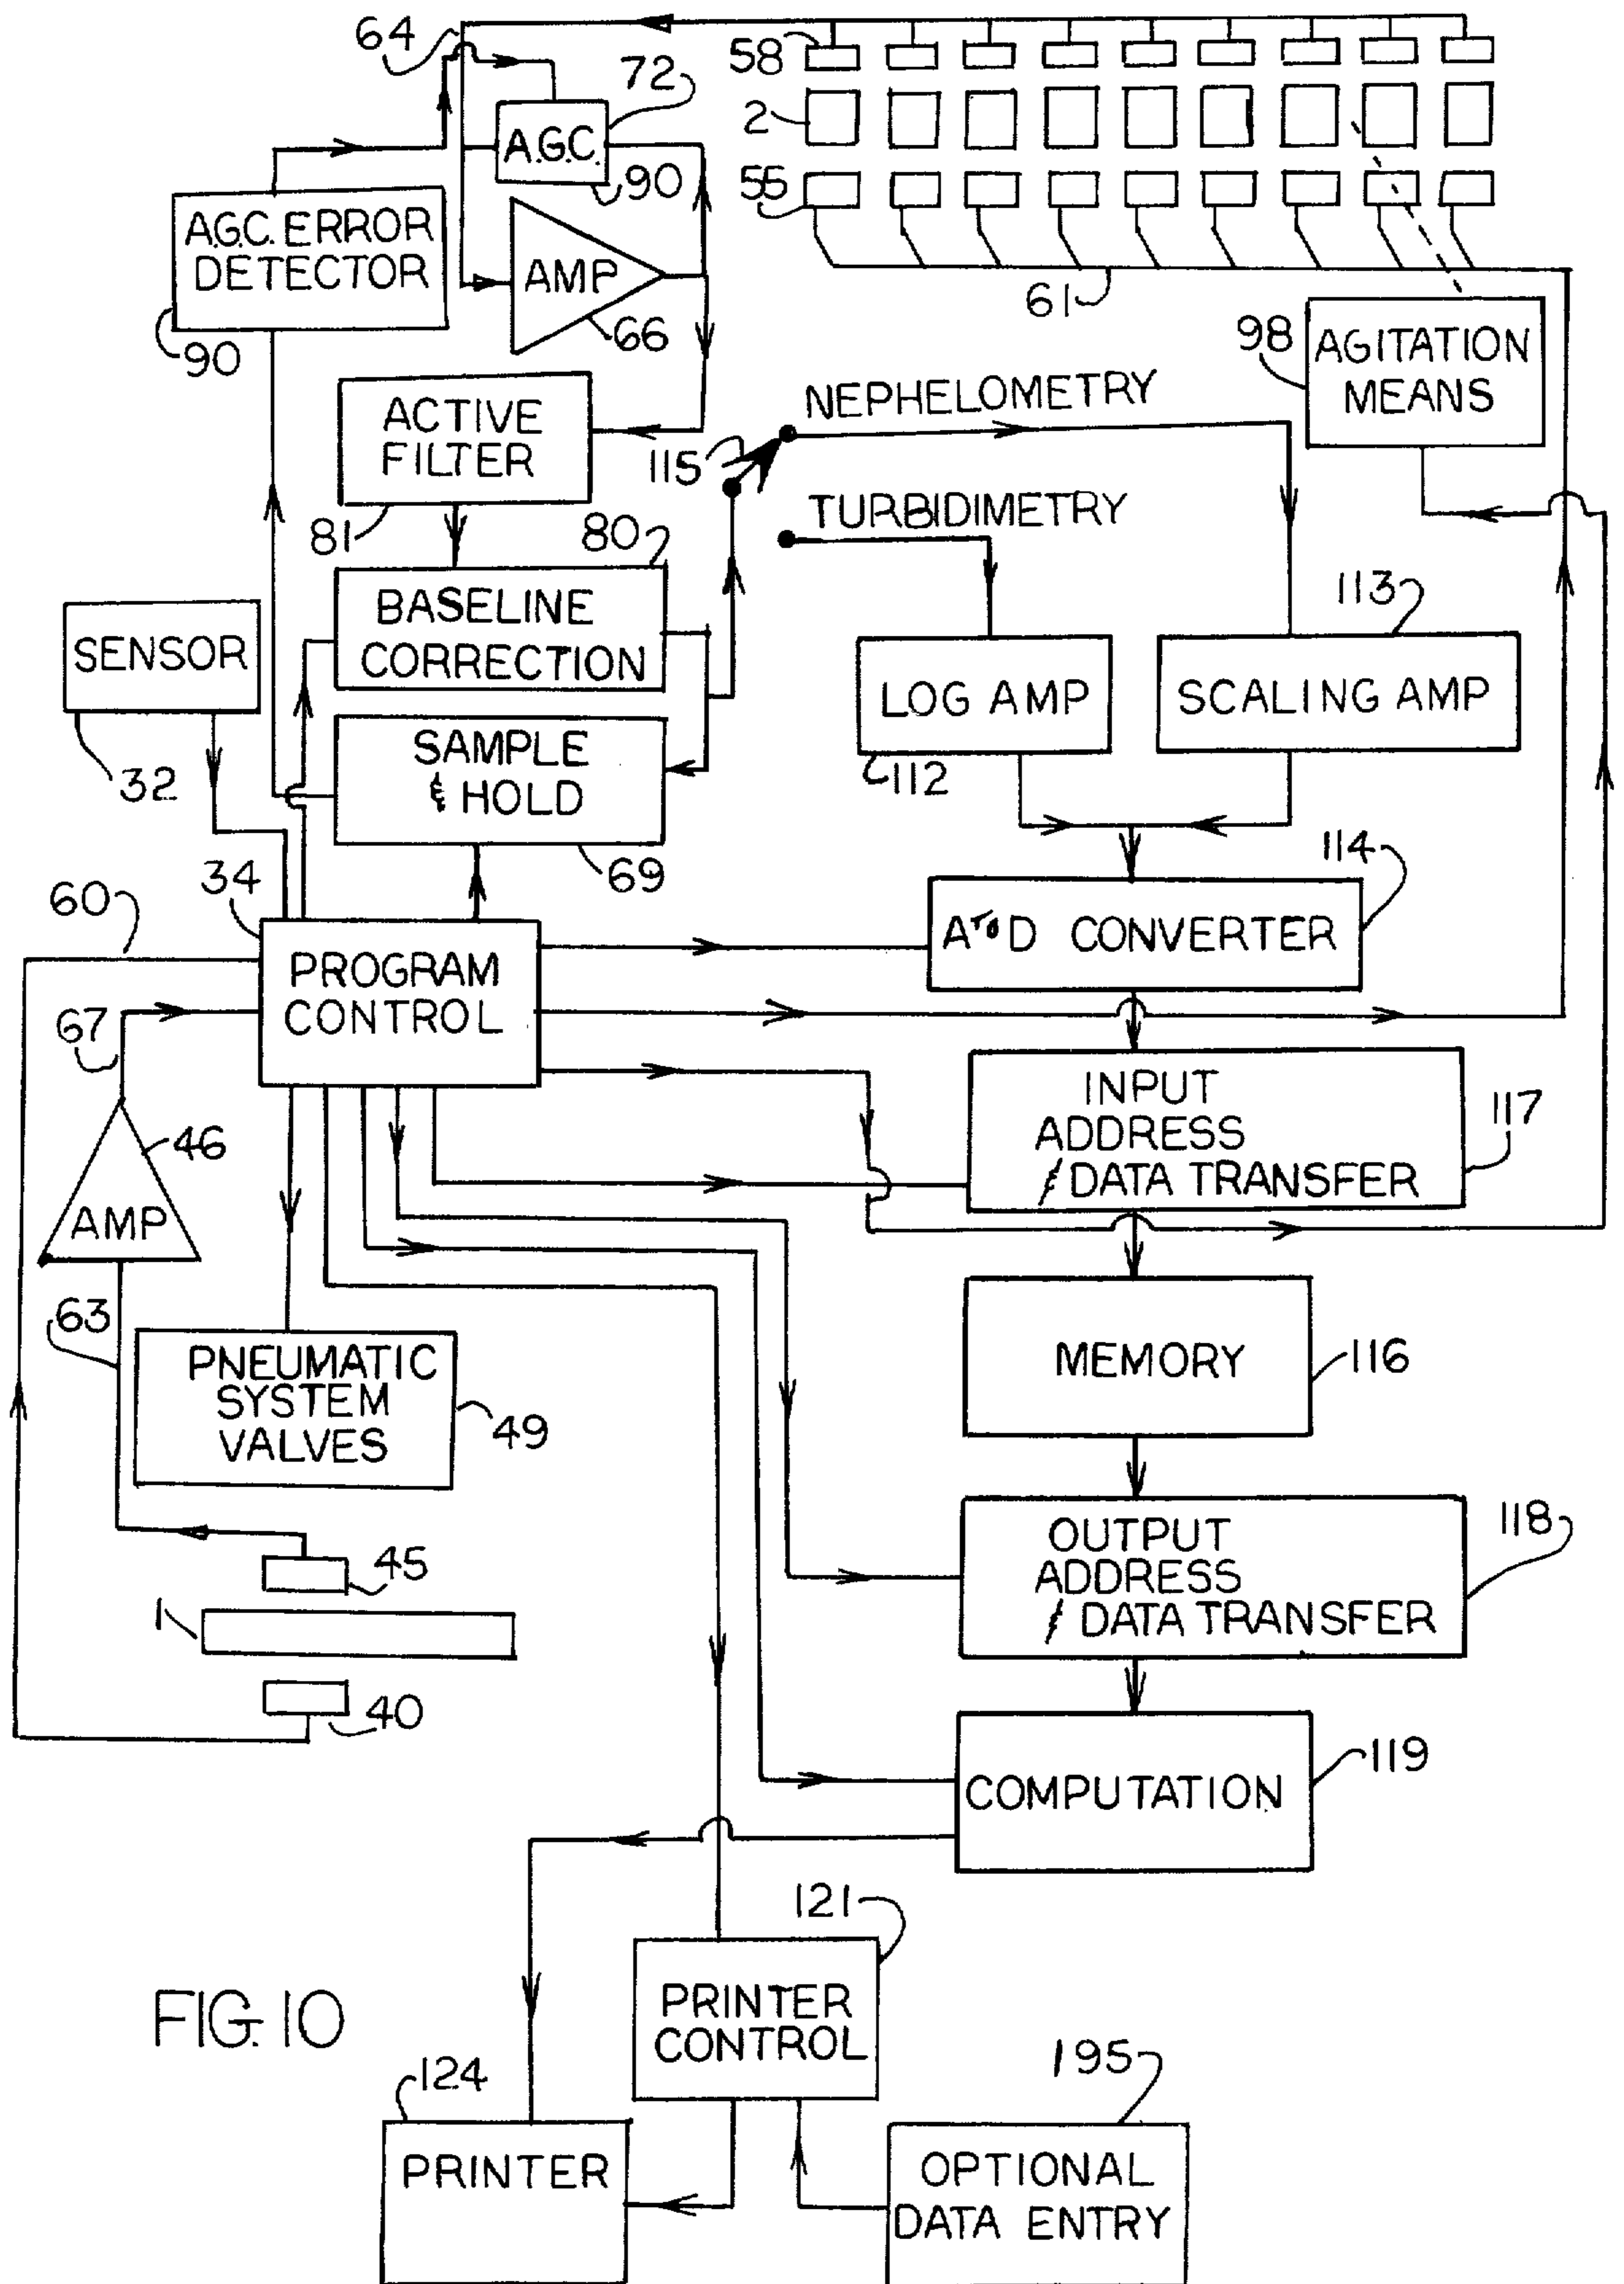 64
58
72
2
A.G.C.
90
55
A.G.C. ERROR
DETECTOR
AMP
61
66
90
98
AGITATION
MEANS
NEPHELOMETRY
ACTIVE
FILTER
115
TURBIDIMETRY
81
80
BASELINE
CORRECTION
113
SENSOR
LOG AMP
SCALING AMP
SAMPLE
& HOLD
32
112
69
114
34
60
A TO D CONVERTER
PROGRAM
CONTROL
67
INPUT
ADDRESS
& DATA TRANSFER
117
46
AMP
63
PNEUMATIC
SYSTEM
VALVES
49
MEMORY
116
45
OUTPUT
ADDRESS
& DATA TRANSFER
118
1
40
COMPUTATION
119
121
PRINTER
CONTROL
FIG. 10
195
124
PRINTER
OPTIONAL
DATA ENTRY